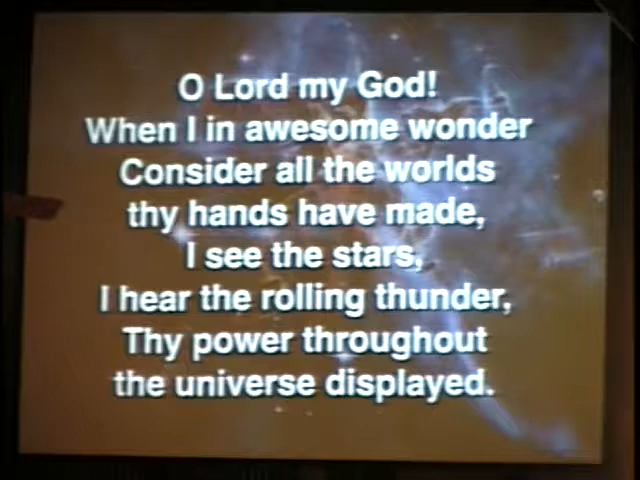 O Lord my God!
When I in awesome wonder
Consider all the worlds
thy hands have made,
I see the stars,
I hear the rolling thunder,
Thy power throughout
the universe displayed.